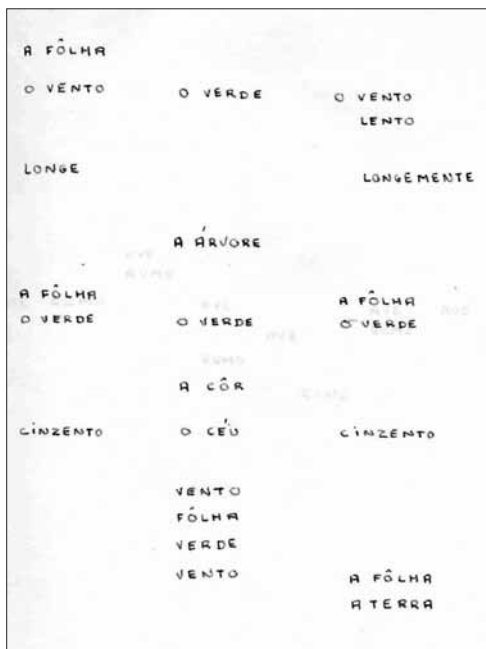 A FÔLHA
O VENTO O VERDE O VENTO
LENTO
LONGE LONGEMENTE
A ÁRVORE
A FÔLHA A FÔLHA
O VERDE O VERDE O VERDE
A CÔR
CINZENTO O CÉU CINZENTO
VENTO
FÔLHA
VERDE
VENTO A FÔLHA
A TERRA